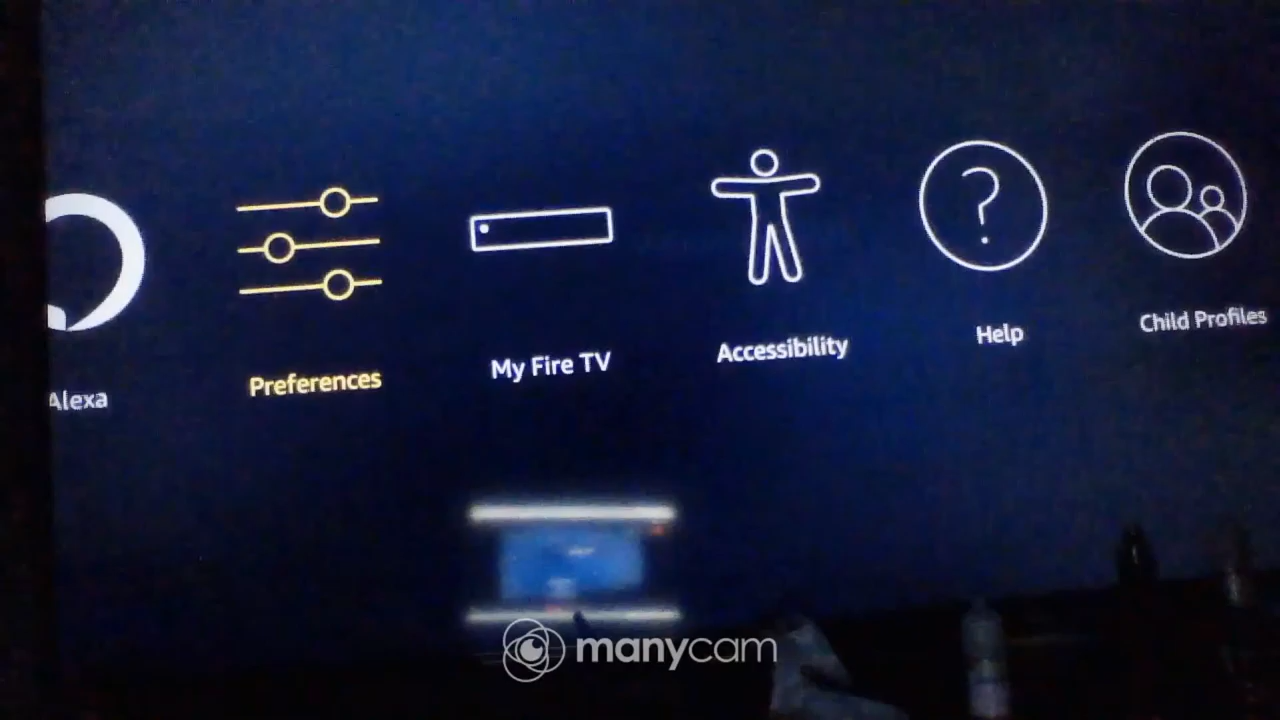 Alexa
Preferences
My Fire TV
Accessibility
Help
Child Profiles
manycam